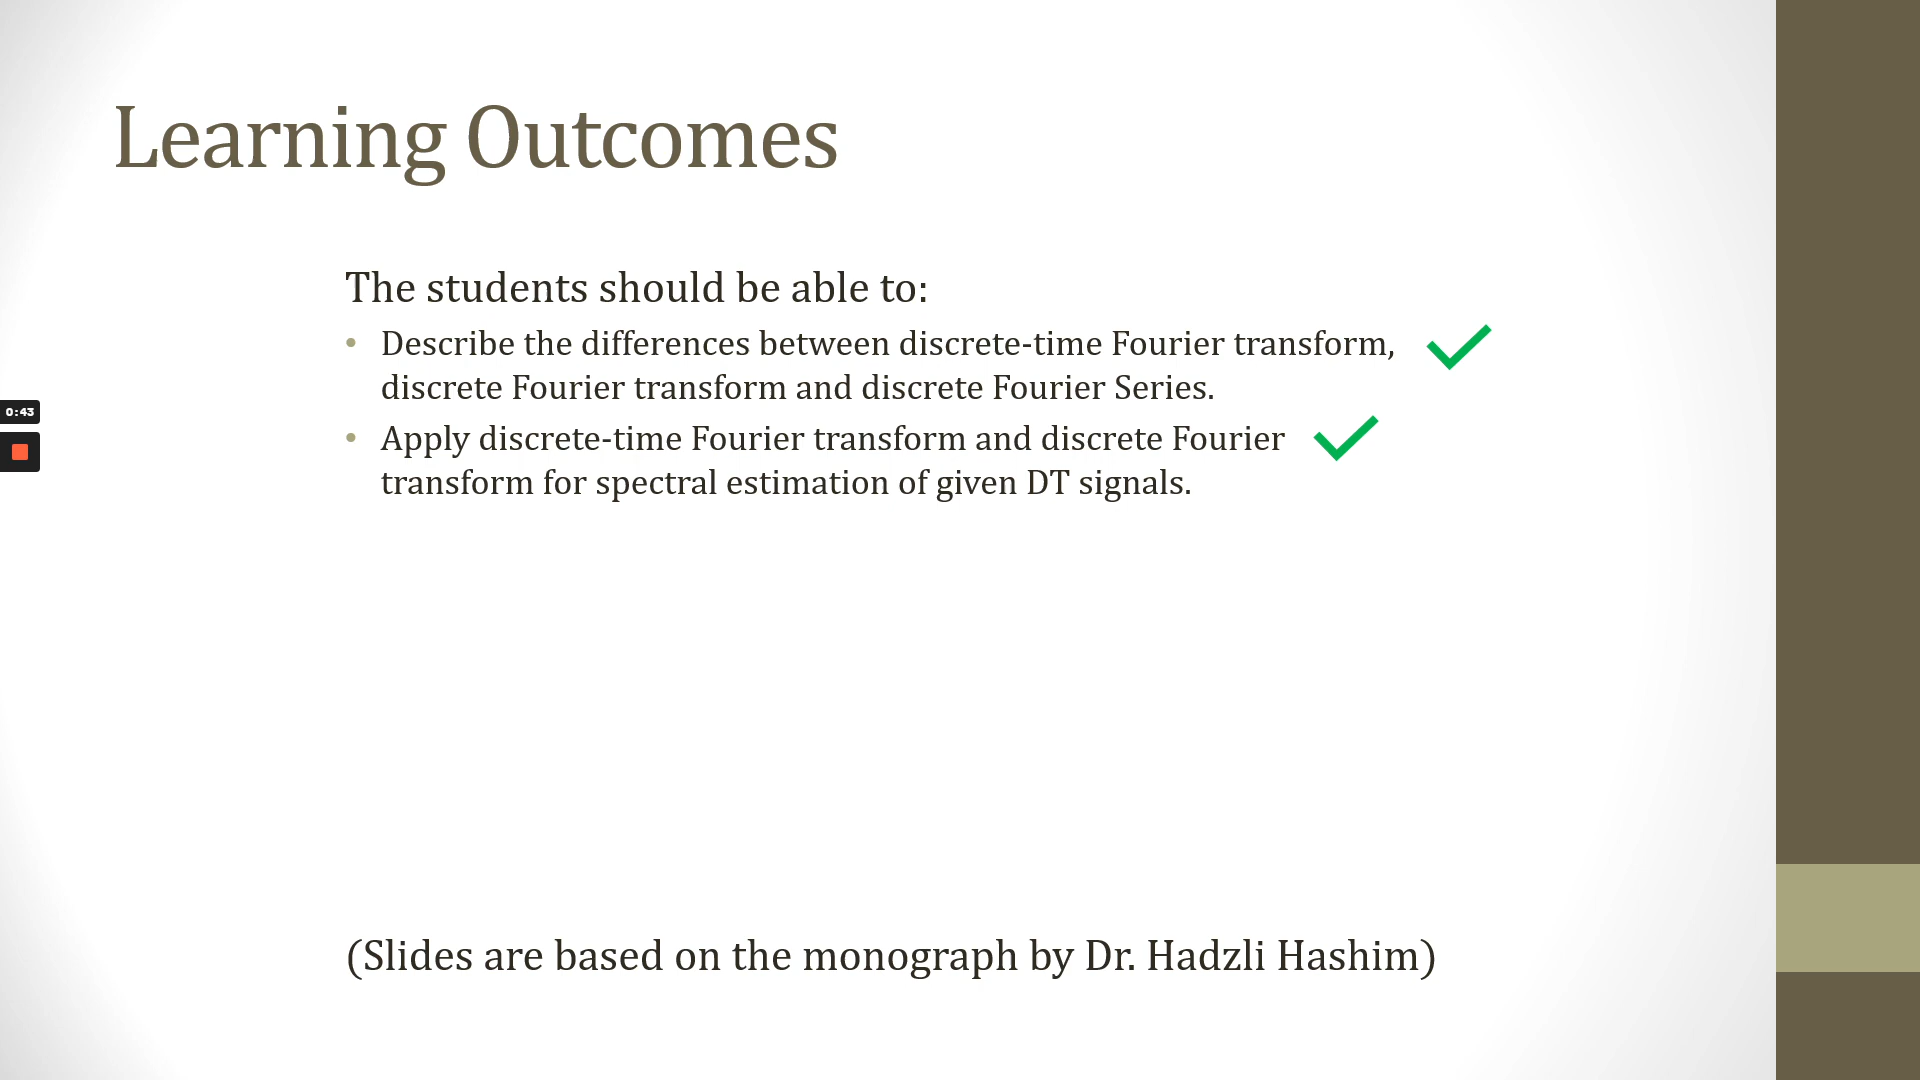 Learning Outcomes
The students should be able to:
• Describe the differences between discrete-time Fourier transform,
discrete Fourier transform and discrete Fourier Series.
• Apply discrete-time Fourier transform and discrete Fourier
transform for spectral estimation of given DT signals.
0:43
(Slides are based on the monograph by Dr. Hadzli Hashim)